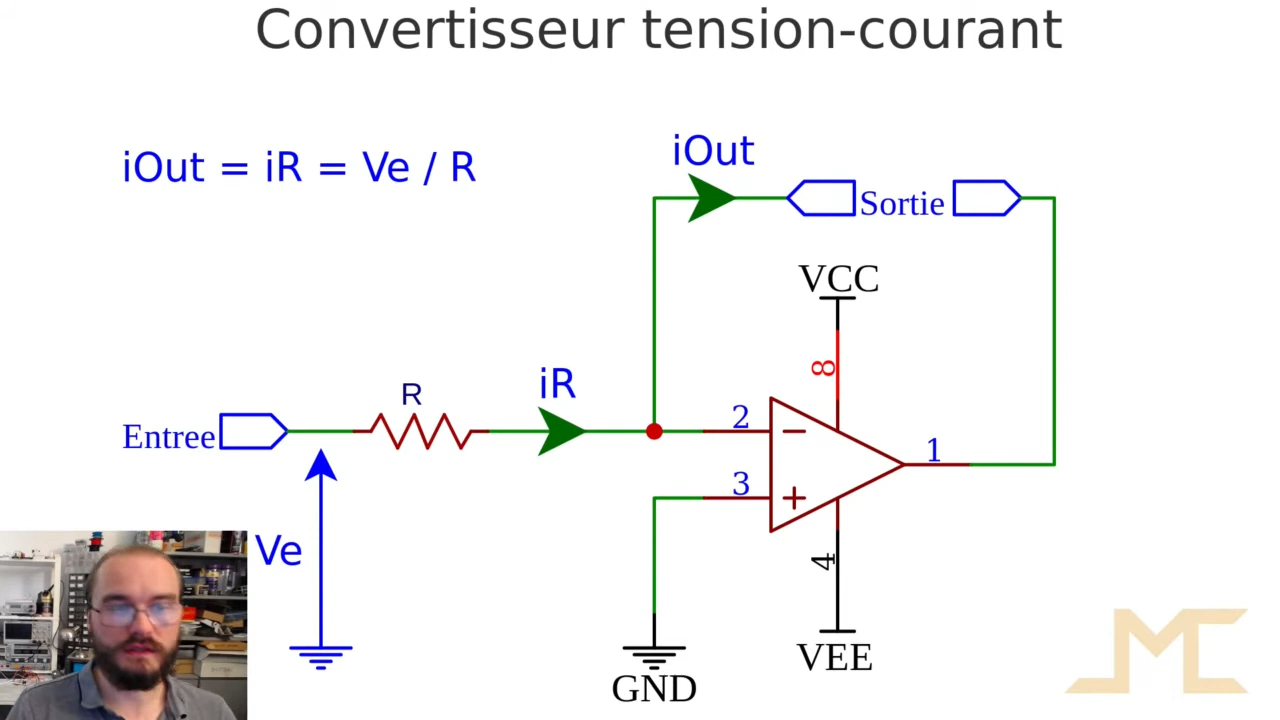 Convertisseur tension-courant
iOut = iR = Ve / R
iOut
Sortie
VCC
8
R
iR
Entree
2
3
1
4
Ve
GND
VEE
MC